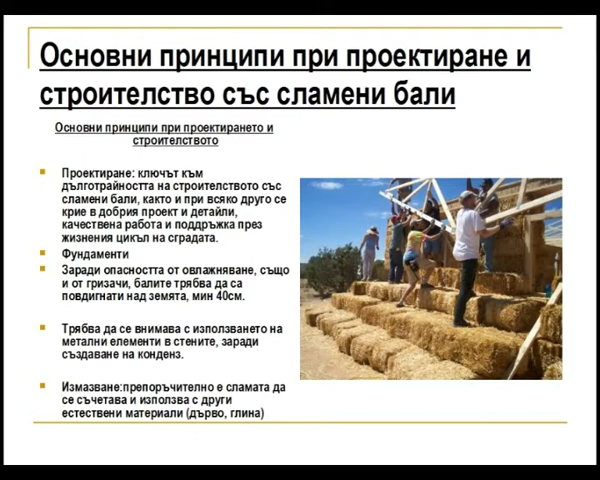 Основни принципи при проектиране и
строителство със сламени бали
Основни принципи при проектирането и
строителството
Проектиране: ключът към
дълготрайността на строителството със
сламени бали, както и при всяко друго се
крие в добрия проект и детайли,
качествена работа и поддръжка през
жизнения цикъл на сградата.
Фундаменти
Заради опасността от овлажняване, също
и от гризачи, балите трябва да са
повдигнати над земята, мин 40см.
Трябва да се внимава с използването на
метални елементи в стените, заради
създаване на конденз.
Измазване:препоръчително е сламата да
се съчетава и използва с други
естествени материали (дърво, глина)